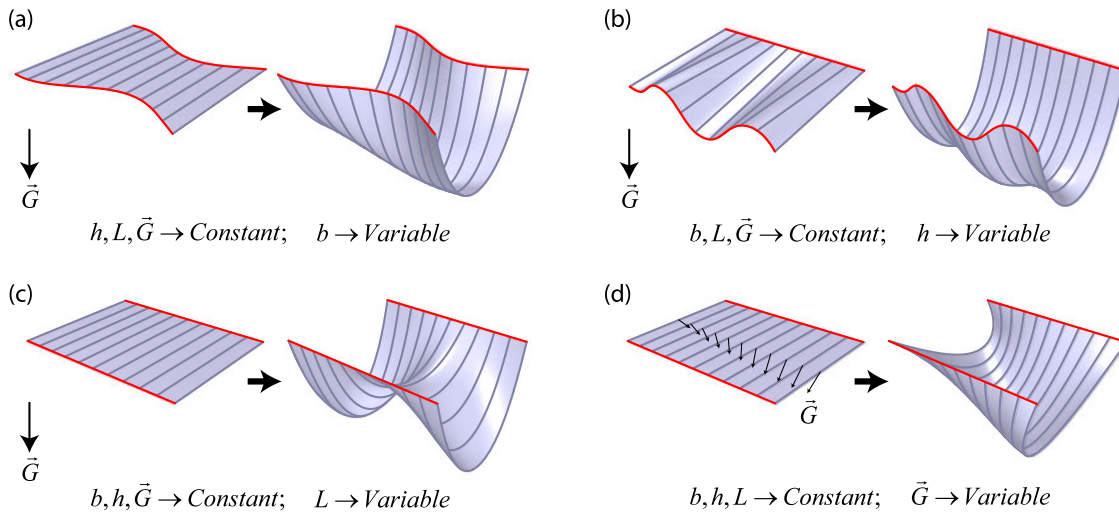 (a)
G⃗
h, L, G⃗ → Constant;   b → Variable
(b)
G⃗
b, L, G⃗ → Constant;   h → Variable
(c)
G⃗
b, h, G⃗ → Constant;   L → Variable
(d)
G⃗
b, h, L → Constant;   G⃗ → Variable